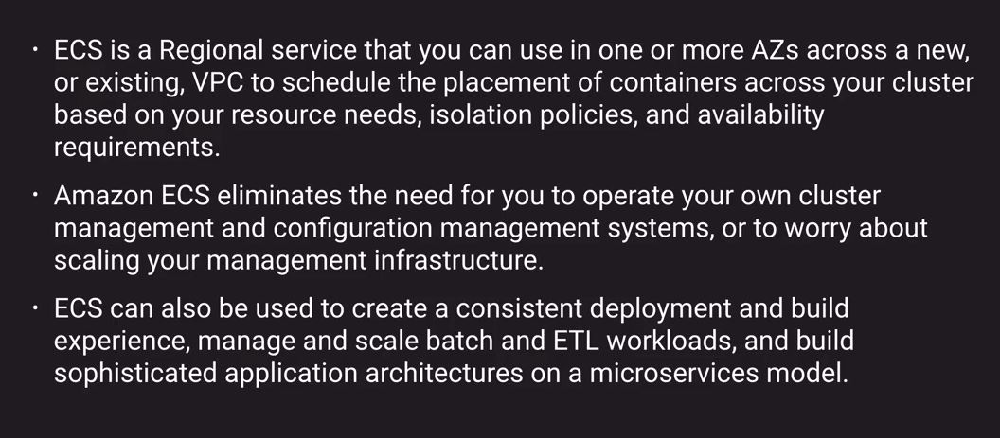 • ECS is a Regional service that you can use in one or more AZs across a new,
or existing, VPC to schedule the placement of containers across your cluster
based on your resource needs, isolation policies, and availability
requirements.
• Amazon ECS eliminates the need for you to operate your own cluster
management and configuration management systems, or to worry about
scaling your management infrastructure.
• ECS can also be used to create a consistent deployment and build
experience, manage and scale batch and ETL workloads, and build
sophisticated application architectures on a microservices model.